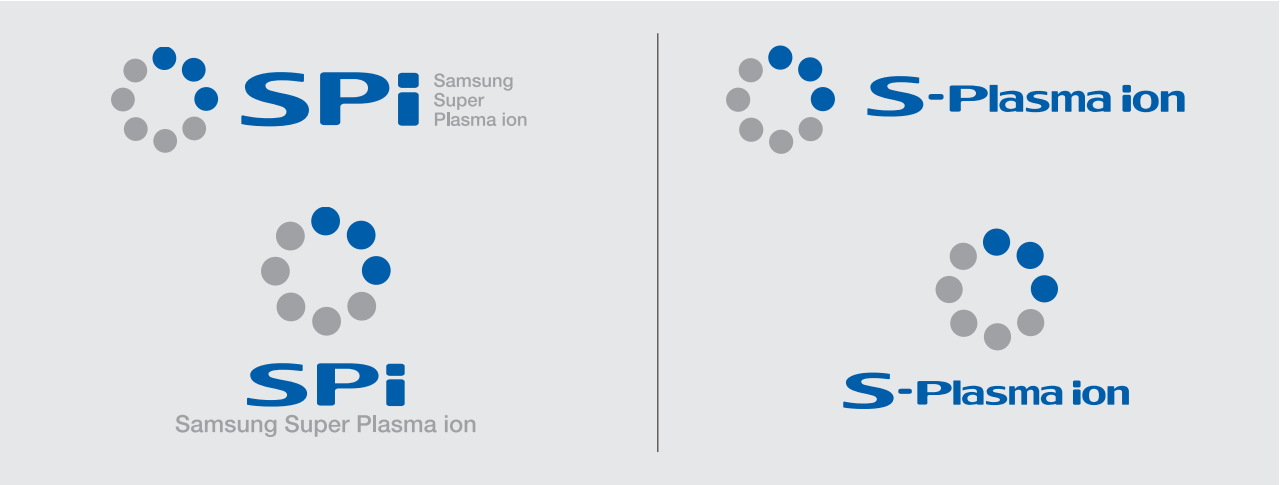 SPi
Samsung
Super
Plasma ion
SPi
Samsung Super Plasma ion
S-Plasma ion
S-Plasma ion